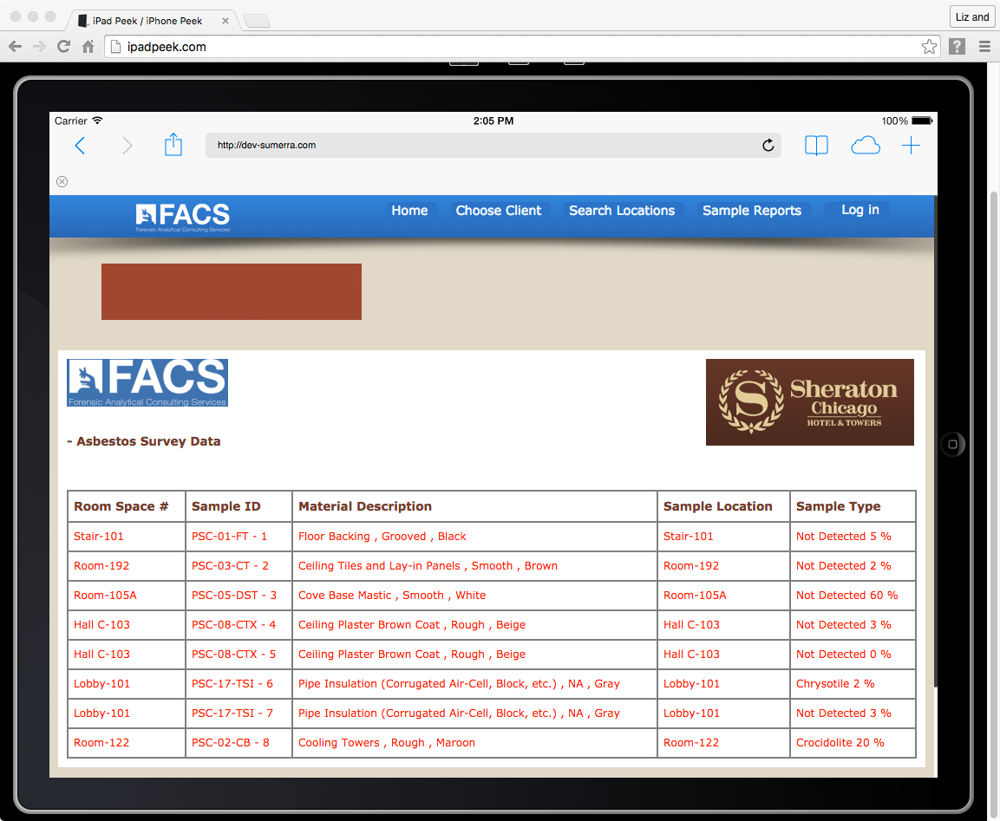 iPad Peek / iPhone Peek
Liz and
ipadpeek.com
Carrier 2:05 PM 100%
http://dev-sumerra.com
FACS
Forensic Analytical Consulting Services
Home Choose Client Search Locations Sample Reports Log in
FACS
Forensic Analytical Consulting Services
S
Sheraton
Chicago
HOTEL & TOWERS
- Asbestos Survey Data
Room Space # Sample ID Material Description Sample Location Sample Type
Stair-101 PSC-01-FT - 1 Floor Backing , Grooved , Black Stair-101 Not Detected 5 %
Room-192 PSC-03-CT - 2 Ceiling Tiles and Lay-in Panels , Smooth , Brown Room-192 Not Detected 2 %
Room-105A PSC-05-DST - 3 Cove Base Mastic , Smooth , White Room-105A Not Detected 60 %
Hall C-103 PSC-08-CTX - 4 Ceiling Plaster Brown Coat , Rough , Beige Hall C-103 Not Detected 3 %
Hall C-103 PSC-08-CTX - 5 Ceiling Plaster Brown Coat , Rough , Beige Hall C-103 Not Detected 0 %
Lobby-101 PSC-17-TSI - 6 Pipe Insulation (Corrugated Air-Cell, Block, etc.) , NA , Gray Lobby-101 Chrysotile 2 %
Lobby-101 PSC-17-TSI - 7 Pipe Insulation (Corrugated Air-Cell, Block, etc.) , NA , Gray Lobby-101 Not Detected 3 %
Room-122 PSC-02-CB - 8 Cooling Towers , Rough , Maroon Room-122 Crocidolite 20 %